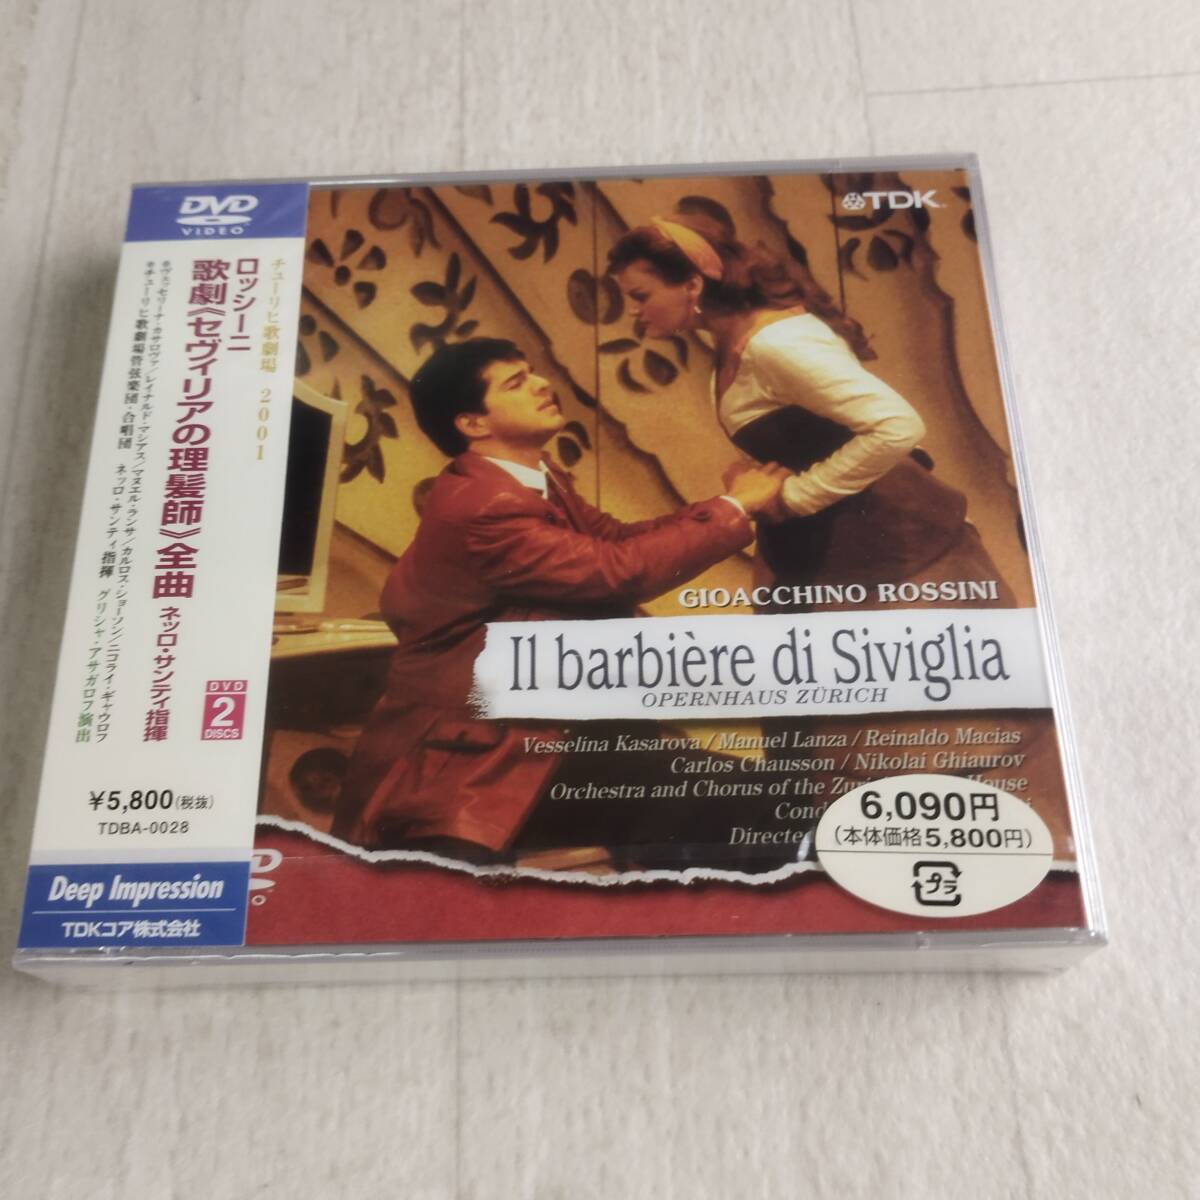 DVD
VIDEO
チューリヒ歌劇場 2001
ロッシーニ
歌劇《セヴィリアの理髪師》全曲 ネッロ・サンティ指揮
ヴェッセリーナ・カサロヴァ/レイナルド・マシアス/マヌエル・ランサ/カルロス・ショーソン/ニコライ・ギャウロフ
チューリヒ歌劇場管弦楽団・合唱団 ネッロ・サンティ指揮 グリシャ・アサガロフ演出
DVD
2
DISCS
¥5,800(税抜)
TDBA-0028
Deep Impression
TDKコア株式会社
TDK
GIOACCHINO ROSSINI
Il barbière di Siviglia
OPERNHAUS ZÜRICH
Vesselina Kasarova / Manuel Lanza / Reinaldo Macias
Carlos Chausson / Nikolai Ghiaurov
Orchestra and Chorus of the Zuri House
Cond
Directe
6,090円
(本体価格5,800円)
プラ